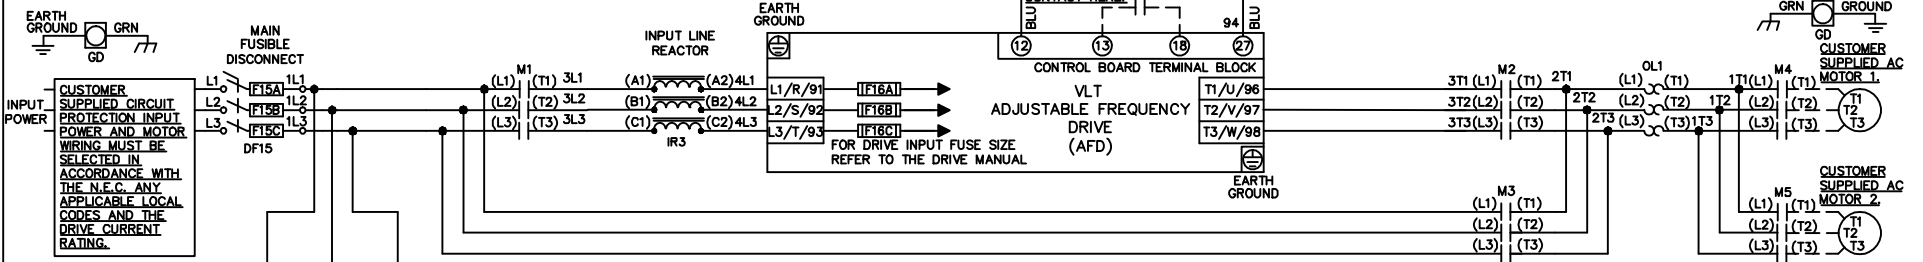 EARTH
GROUND
GRN
GD
MAIN
FUSIBLE
DISCONNECT
INPUT
POWER
CUSTOMER
SUPPLIED CIRCUIT
PROTECTION INPUT
POWER AND MOTOR
WIRING MUST BE
SELECTED IN
ACCORDANCE WITH
THE N.E.C. ANY
APPLICABLE LOCAL
CODES AND THE
DRIVE CURRENT
RATING.
L1 F15A 1L1
L2 F15B 1L2
L3 F15C 1L3
DF15
M1
(L1) (T1) 3L1
(L2) (T2) 3L2
(L3) (T3) 3L3
INPUT LINE
REACTOR
(A1) (A2) 4L1
(B1) (B2) 4L2
(C1) (C2) 4L3
IR3
EARTH
GROUND
BLU
94 BLU
12 13 18 27
CONTROL BOARD TERMINAL BLOCK
L1/R/91 F16A
L2/S/92 F16B
L3/T/93 F16C
FOR DRIVE INPUT FUSE SIZE
REFER TO THE DRIVE MANUAL
VLT
ADJUSTABLE FREQUENCY
DRIVE
(AFD)
T1/U/96
T2/V/97
T3/W/98
EARTH
GROUND
M2
3T1 (L1) (T1) 2T1
3T2 (L2) (T2) 2T2
3T3 (L3) (T3) 2T3
M3
(L1) (T1)
(L2) (T2)
(L3) (T3)
OL1
(L1) (T1) 1T1
(L2) (T2) 1T2
(L3) (T3) 1T3
GRN
GROUND
GD
M4
(L1) (T1)
(L2) (T2)
(L3) (T3)
CUSTOMER
SUPPLIED AC
MOTOR 1.
T1
T2
T3
M5
(L1) (T1)
(L2) (T2)
(L3) (T3)
CUSTOMER
SUPPLIED AC
MOTOR 2.
T1
T2
T3